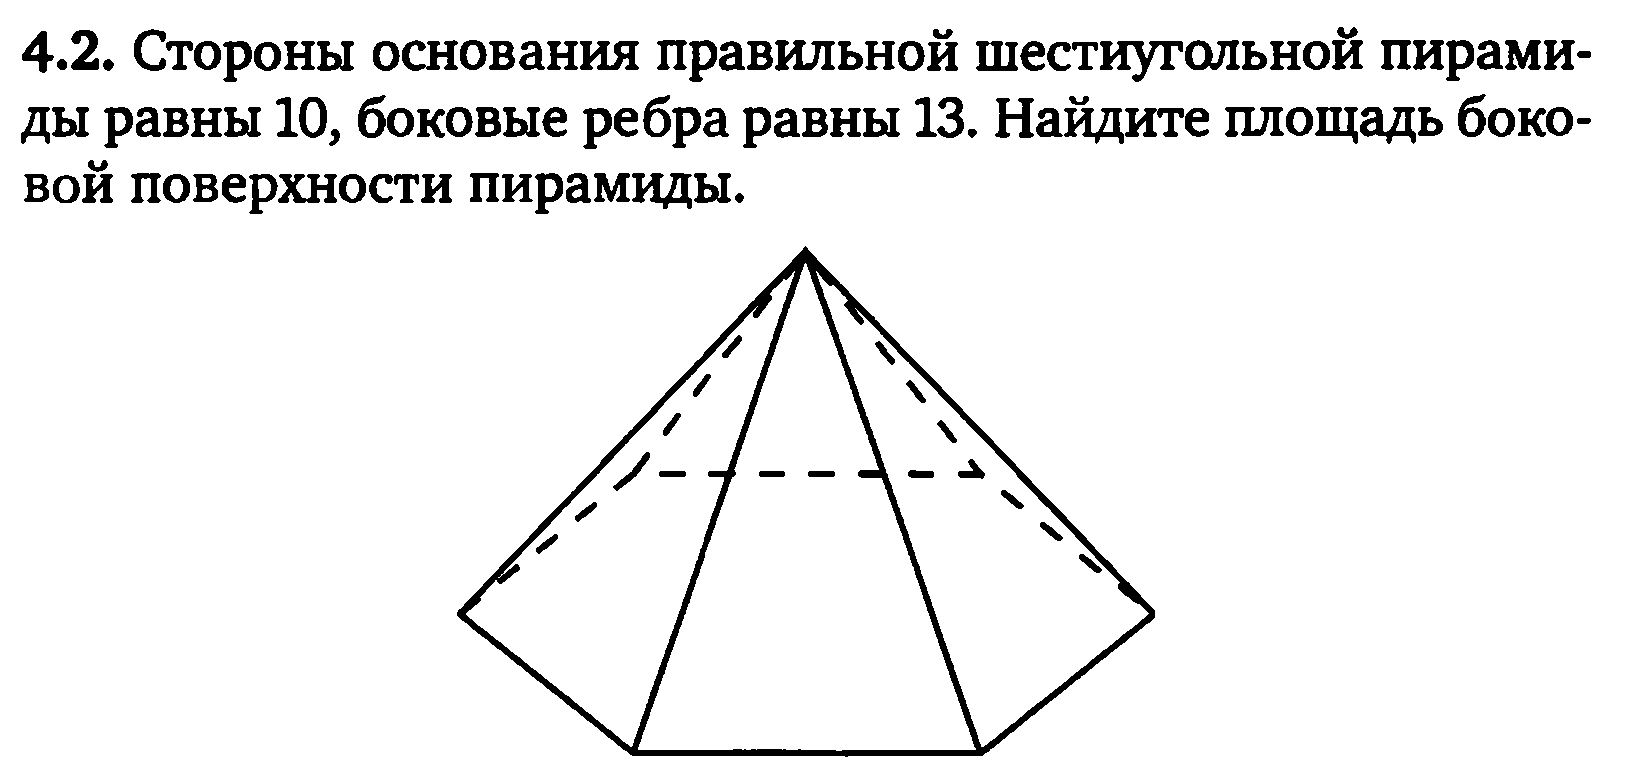 4.2. Стороны основания правильной шестиугольной пирами-
ды равны 10, боковые ребра равны 13. Найдите площадь боко-
вой поверхности пирамиды.